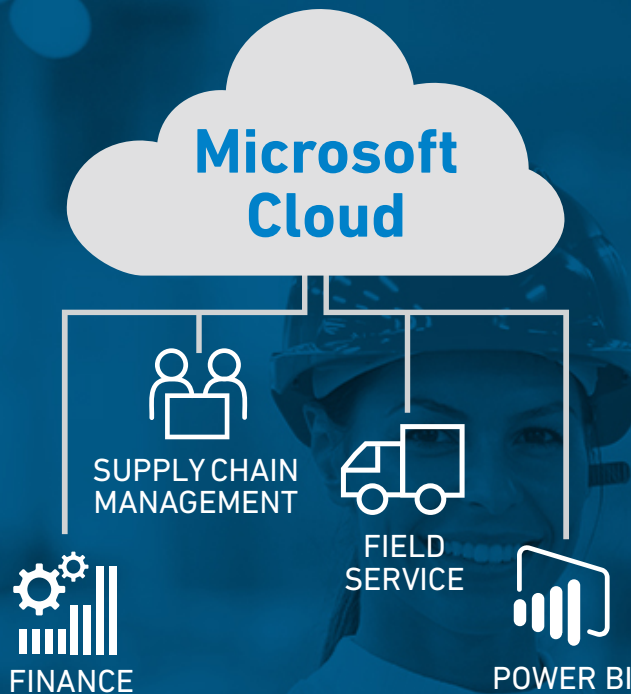 Microsoft
Cloud
SUPPLY CHAIN
MANAGEMENT
FIELD
SERVICE
FINANCE
POWER BI